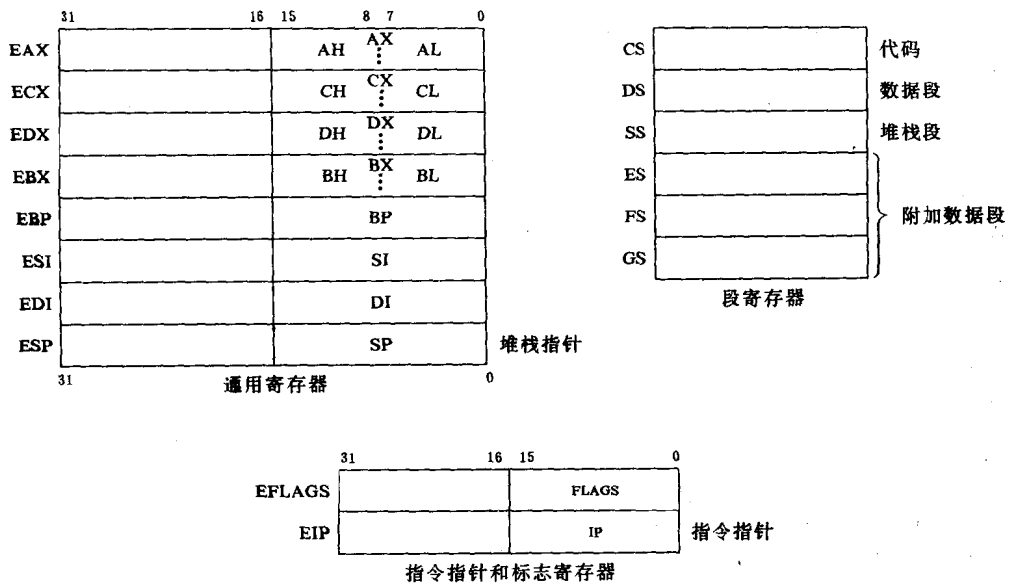 31 16 15 8 7 0
EAX AH AX AL
ECX CH CX CL
EDX DH DX DL
EBX BH BX BL
EBP BP
ESI SI
EDI DI
ESP SP 堆栈指针
31 0
通用寄存器
CS 代码
DS 数据段
SS 堆栈段
ES
FS 附加数据段
GS
段寄存器
31 16 15 0
EFLAGS FLAGS
EIP IP 指令指针
指令指针和标志寄存器